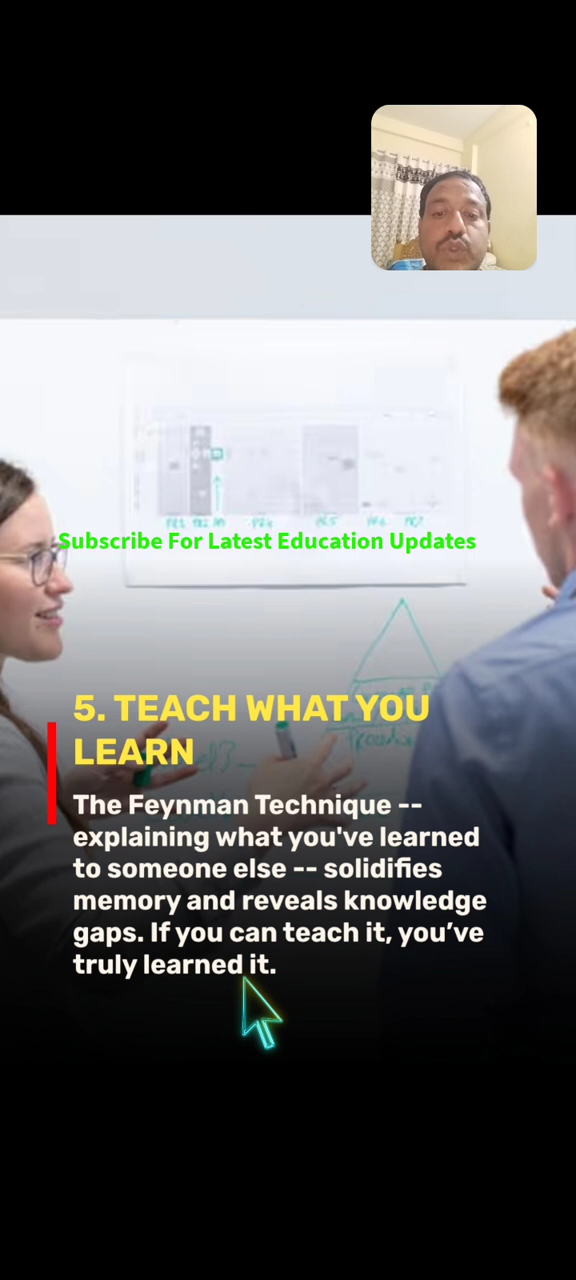 Subscribe For Latest Education Updates
5. TEACH WHAT YOU
LEARN
The Feynman Technique --
explaining what you've learned
to someone else -- solidifies
memory and reveals knowledge
gaps. If you can teach it, you’ve
truly learned it.